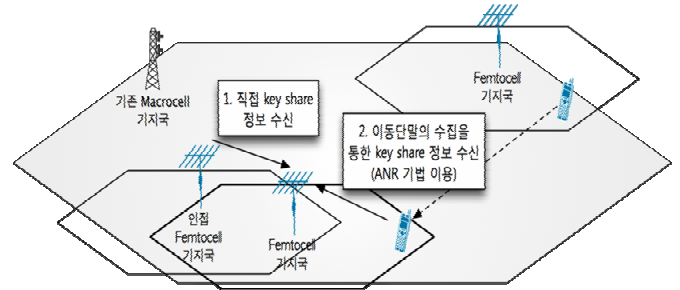 기존 Macrocell
기지국
1. 직접 key share
정보 수신
Femtocell
기지국
2. 이동단말의 수집을
통한 key share 정보 수신
(ANR 기법 이용)
인접
Femtocell
기지국
Femtocell
기지국